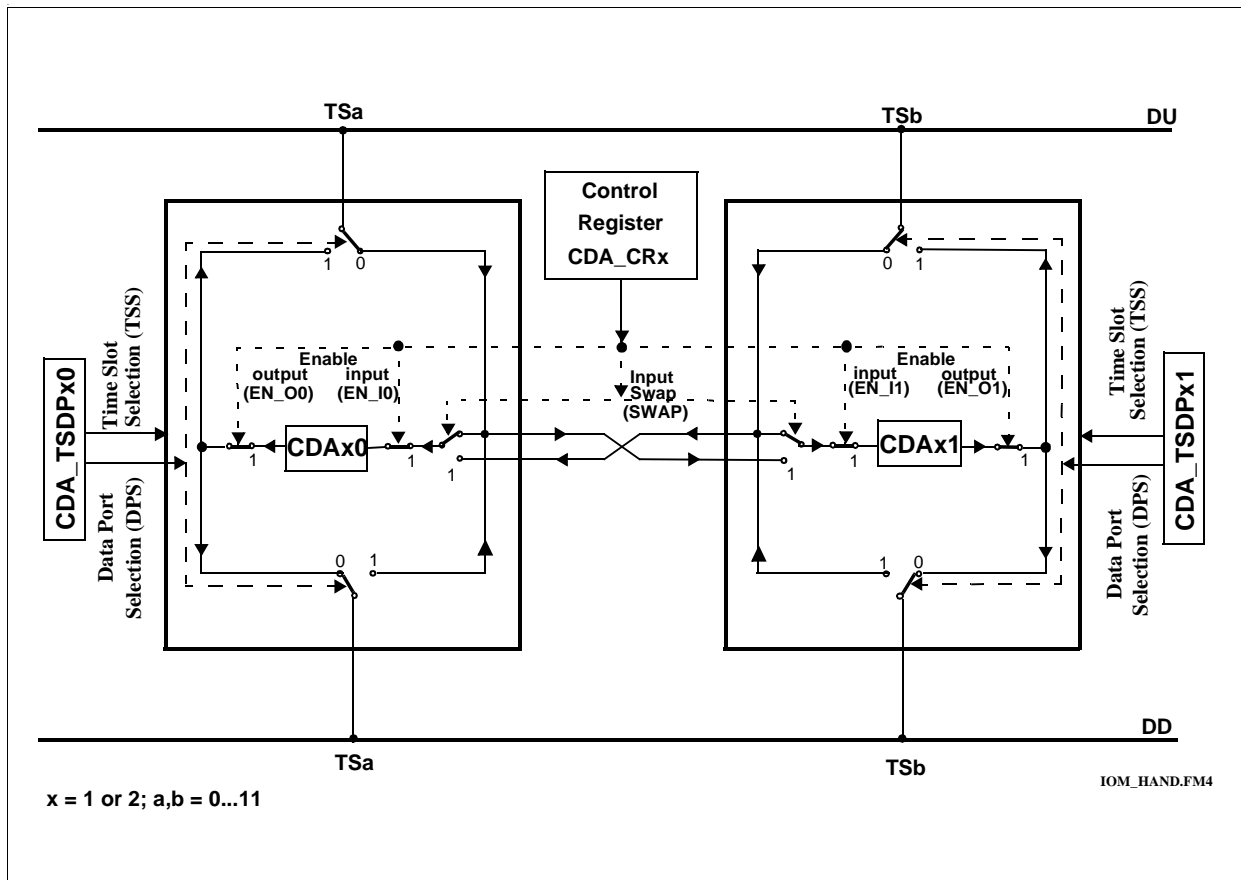 TSa
TSb
DU
Control
Register
CDA_CRx
1
0
0
1
Enable
output
(EN_O0)
input
(EN_I0)
Input
Swap
(SWAP)
Enable
input
(EN_I1)
output
(EN_O1)
CDA_TSDPx0
Time Slot
Selection (TSS)
Data Port
Selection (DPS)
1
CDAx0
1
1
1
1
CDAx1
1
Time Slot
Selection (TSS)
Data Port
Selection (DPS)
CDA_TSDPx1
0
1
1
0
DD
TSa
TSb
x = 1 or 2; a,b = 0...11
IOM_HAND.FM4